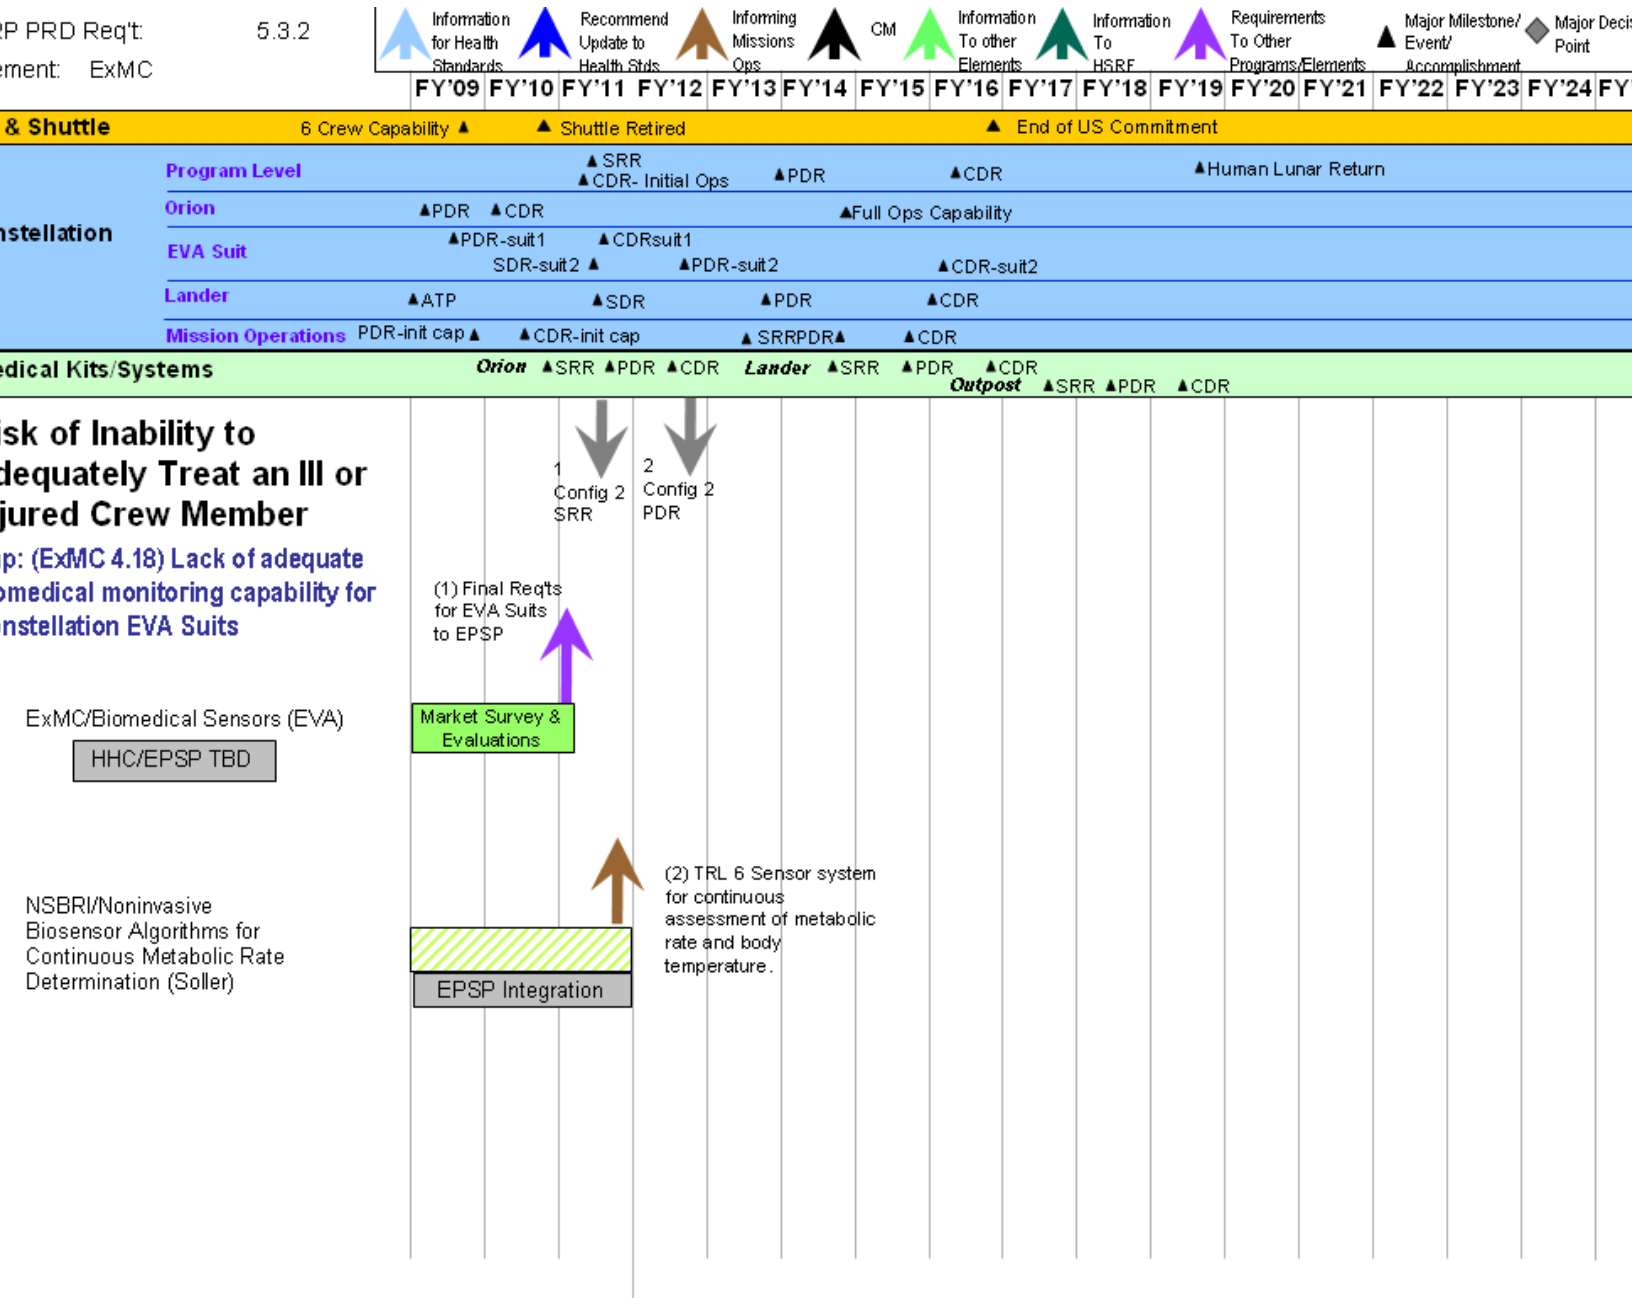 RP PRD Req't: 5.3.2
ement: ExMC
Information for Health Standards
Recommend Update to Health Stds
Informing Missions Ops
CM
Information To other Elements
Information To HSRF
Requirements To Other Programs/Elements
Major Milestone/ Event/ Accomplishment
Major Decis Point
FY'09 FY'10 FY'11 FY'12 FY'13 FY'14 FY'15 FY'16 FY'17 FY'18 FY'19 FY'20 FY'21 FY'22 FY'23 FY'24 FY'
& Shuttle 6 Crew Capability Shuttle Retired End of US Commitment
nstellation
Program Level SRR PDR CDR Human Lunar Return
CDR- Initial Ops
Orion PDR CDR Full Ops Capability
EVA Suit PDR-suit1 CDRsuit1
SDR-suit2 PDR-suit2 CDR-suit2
Lander ATP SDR PDR CDR
Mission Operations PDR-init cap CDR-init cap SRRPDR CDR
edical Kits/Systems Orion SRR PDR CDR Lander SRR PDR CDR
Outpost SRR PDR CDR
isk of Inability to
dequately Treat an Ill or
jured Crew Member
1
Config 2
SRR
2
Config 2
PDR
ap: (ExMC 4.18) Lack of adequate
omedical monitoring capability for
onstellation EVA Suits
(1) Final Req'ts
for EVA Suits
to EPSP
ExMC/Biomedical Sensors (EVA)
HHC/EPSP TBD
Market Survey &
Evaluations
NSBRI/Noninvasive
Biosensor Algorithms for
Continuous Metabolic Rate
Determination (Soller)
EPSP Integration
(2) TRL 6 Sensor system
for continuous
assessment of metabolic
rate and body
temperature.